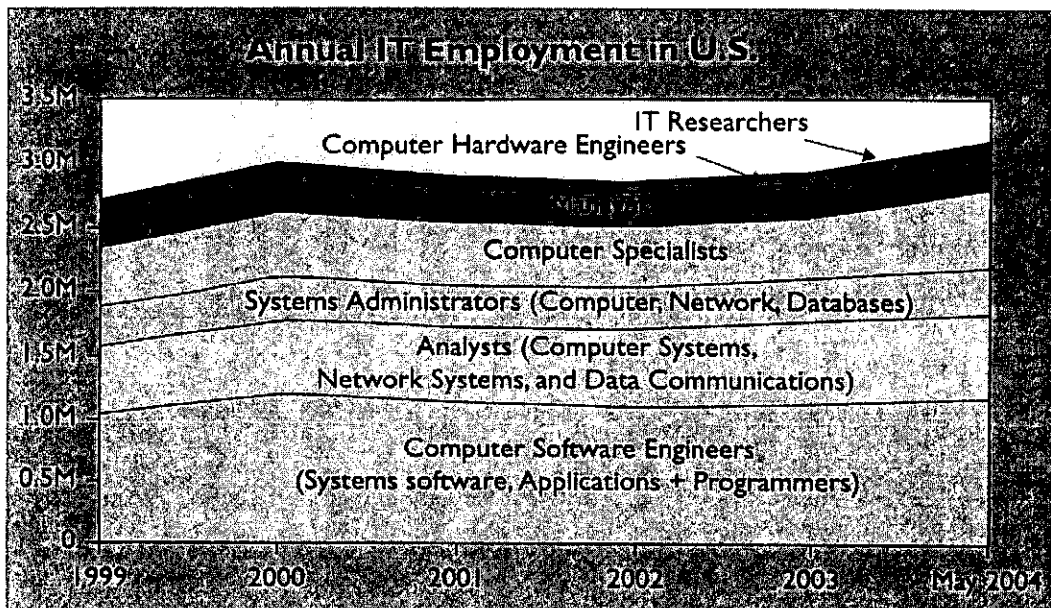 Annual IT Employment in U.S.
3.5M
IT Researchers
3.0M
Computer Hardware Engineers
2.5M
Computer Specialists
2.0M
Systems Administrators (Computer, Network, Databases)
1.5M
Analysts (Computer Systems,
Network Systems, and Data Communications)
1.0M
Computer Software Engineers
0.5M
(Systems software, Applications + Programmers)
0
1999 2000 2001 2002 2003 May 2004